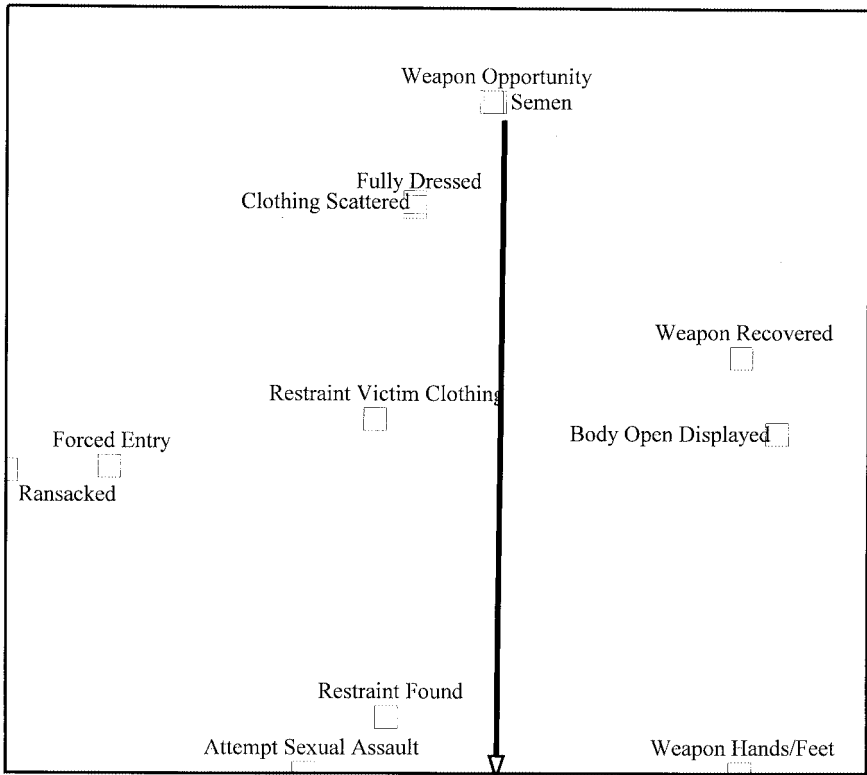 Weapon Opportunity
Semen
Fully Dressed
Clothing Scattered
Weapon Recovered
Restraint Victim Clothing
Body Open Displayed
Forced Entry
Ransacked
Restraint Found
Attempt Sexual Assault
Weapon Hands/Feet